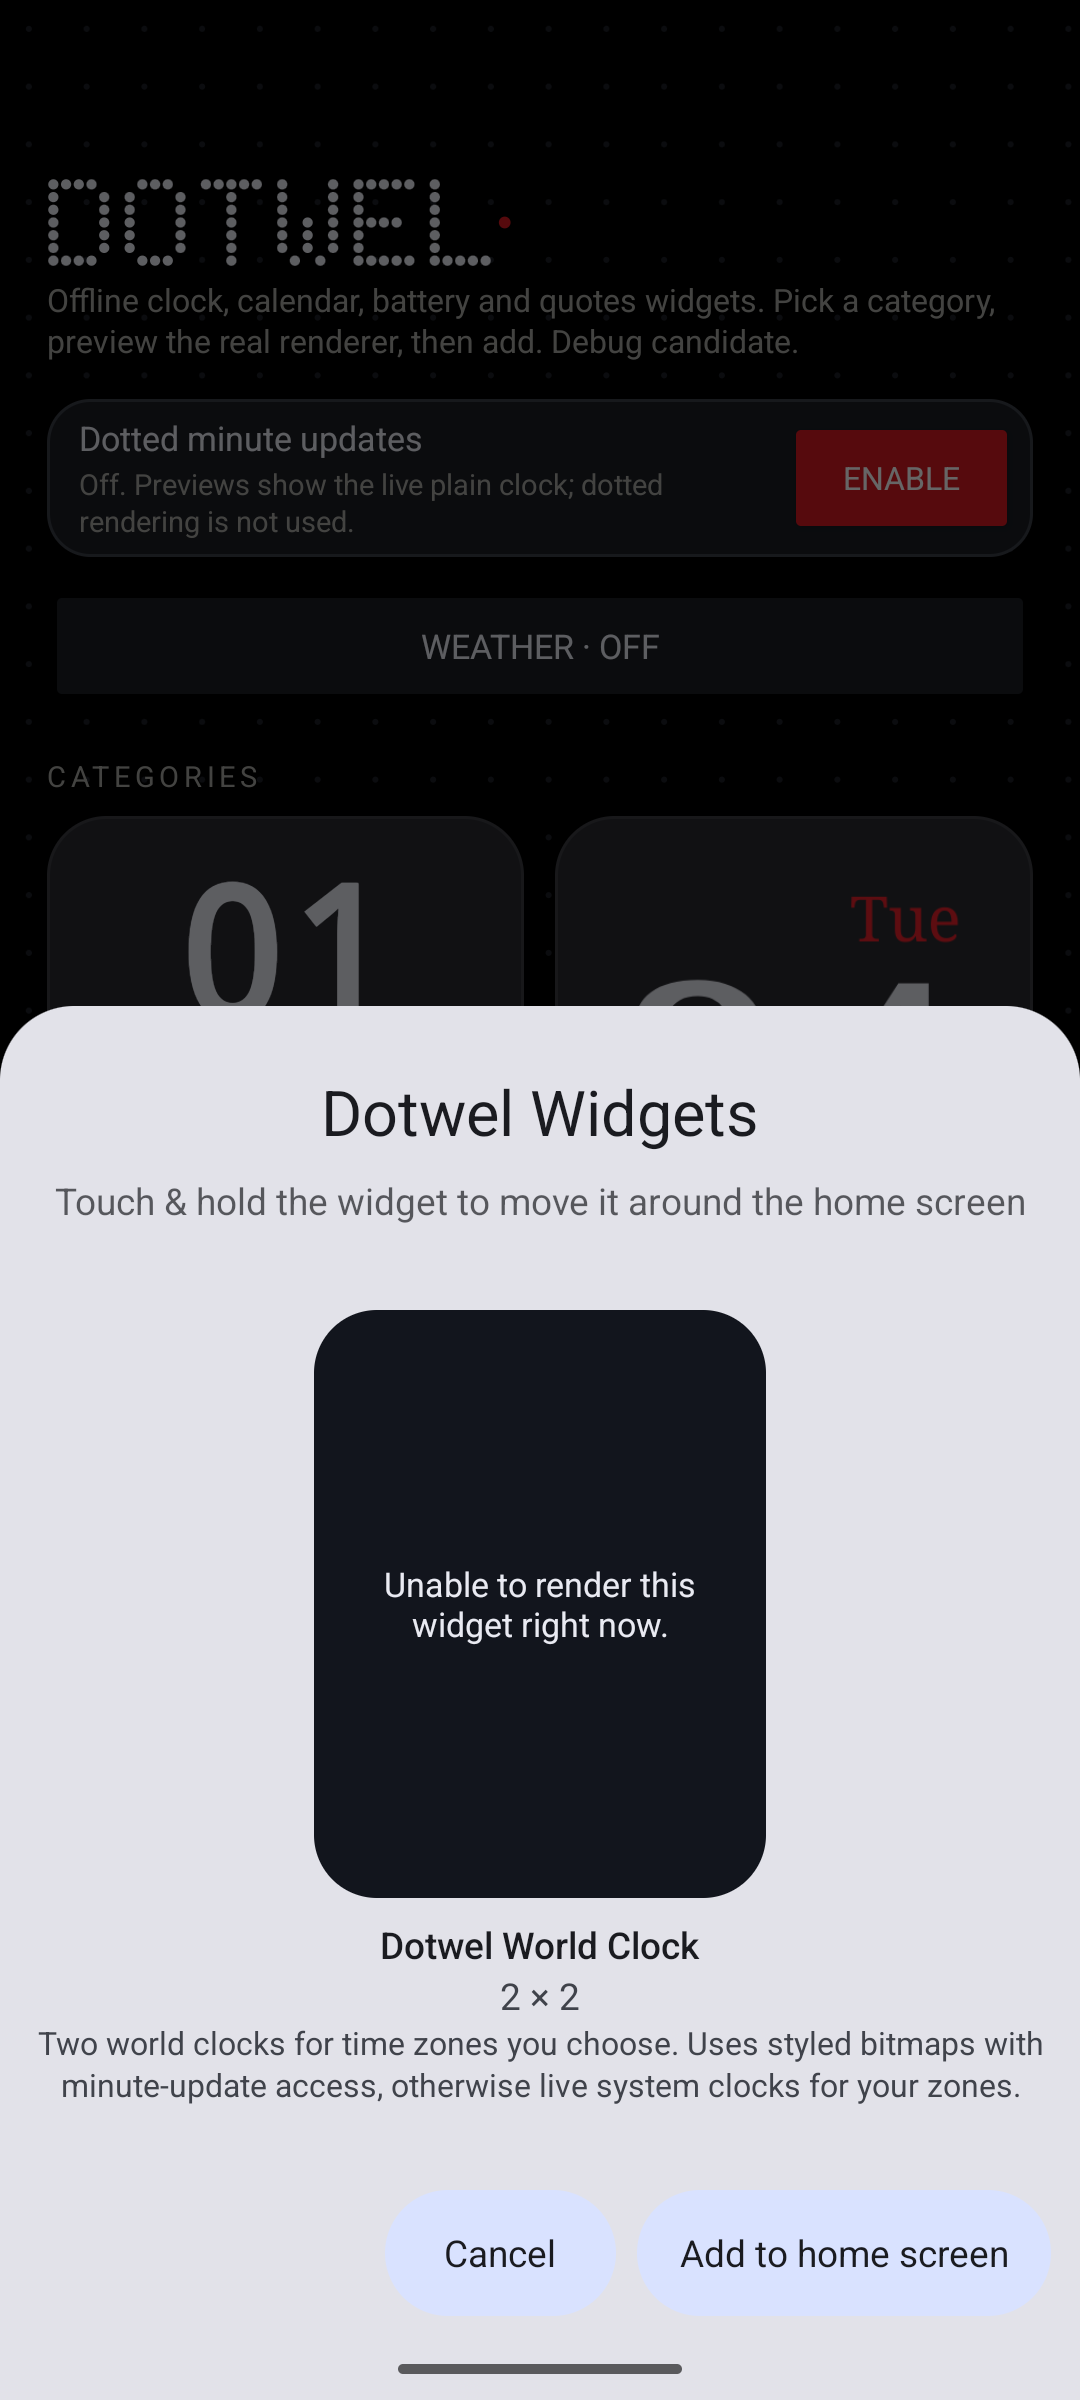 DOTWEL
Offline clock, calendar, battery and quotes widgets. Pick a category,
preview the real renderer, then add. Debug candidate.
Dotted minute updates
Off. Previews show the live plain clock; dotted
rendering is not used.
ENABLE
WEATHER · OFF
CATEGORIES
01
Tue
Dotwel Widgets
Touch & hold the widget to move it around the home screen
Unable to render this
widget right now.
Dotwel World Clock
2 × 2
Two world clocks for time zones you choose. Uses styled bitmaps with
minute-update access, otherwise live system clocks for your zones.
Cancel
Add to home screen